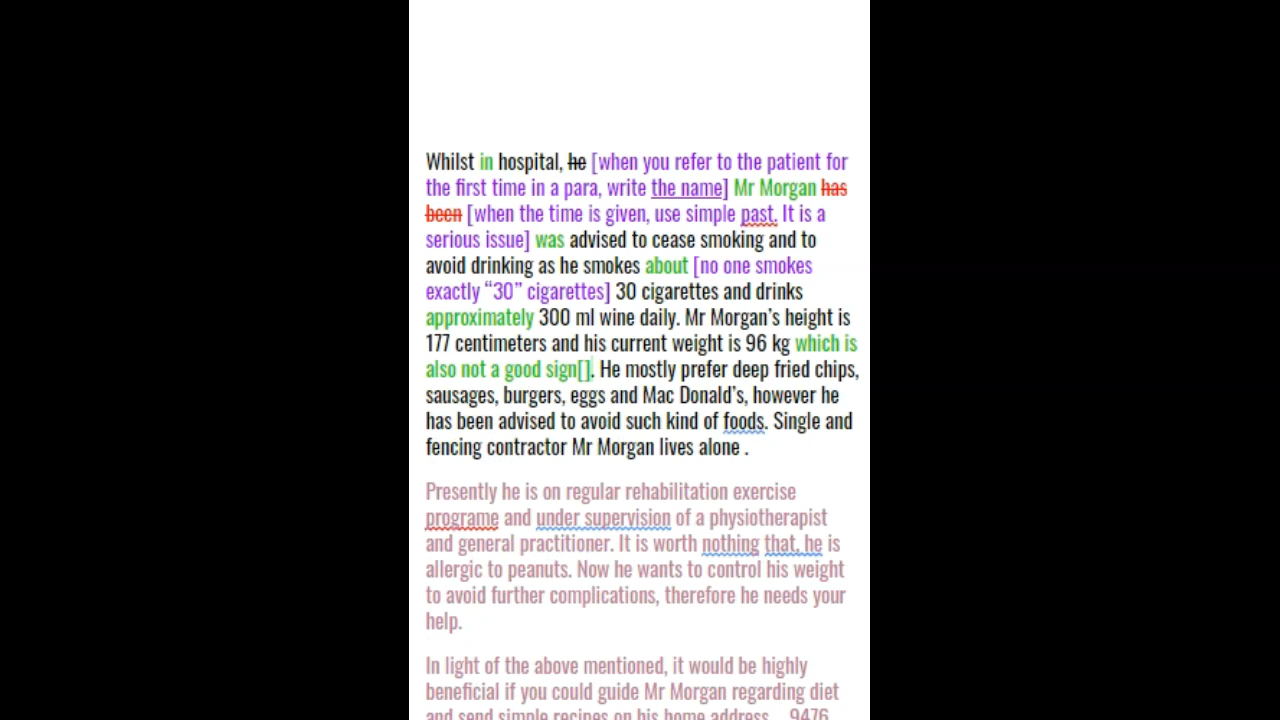 Whilst in hospital, he [when you refer to the patient for
the first time in a para, write the name] Mr Morgan has
been [when the time is given, use simple past. It is a
serious issue] was advised to cease smoking and to
avoid drinking as he smokes about [no one smokes
exactly “30” cigarettes] 30 cigarettes and drinks
approximately 300 ml wine daily. Mr Morgan’s height is
177 centimeters and his current weight is 96 kg which is
also not a good sign[]. He mostly prefer deep fried chips,
sausages, burgers, eggs and Mac Donald’s, however he
has been advised to avoid such kind of foods. Single and
fencing contractor Mr Morgan lives alone .
Presently he is on regular rehabilitation exercise
programe and under supervision of a physiotherapist
and general practitioner. It is worth nothing that, he is
allergic to peanuts. Now he wants to control his weight
to avoid further complications, therefore he needs your
help.
In light of the above mentioned, it would be highly
beneficial if you could guide Mr Morgan regarding diet
and send simple recipes on his home address 9476